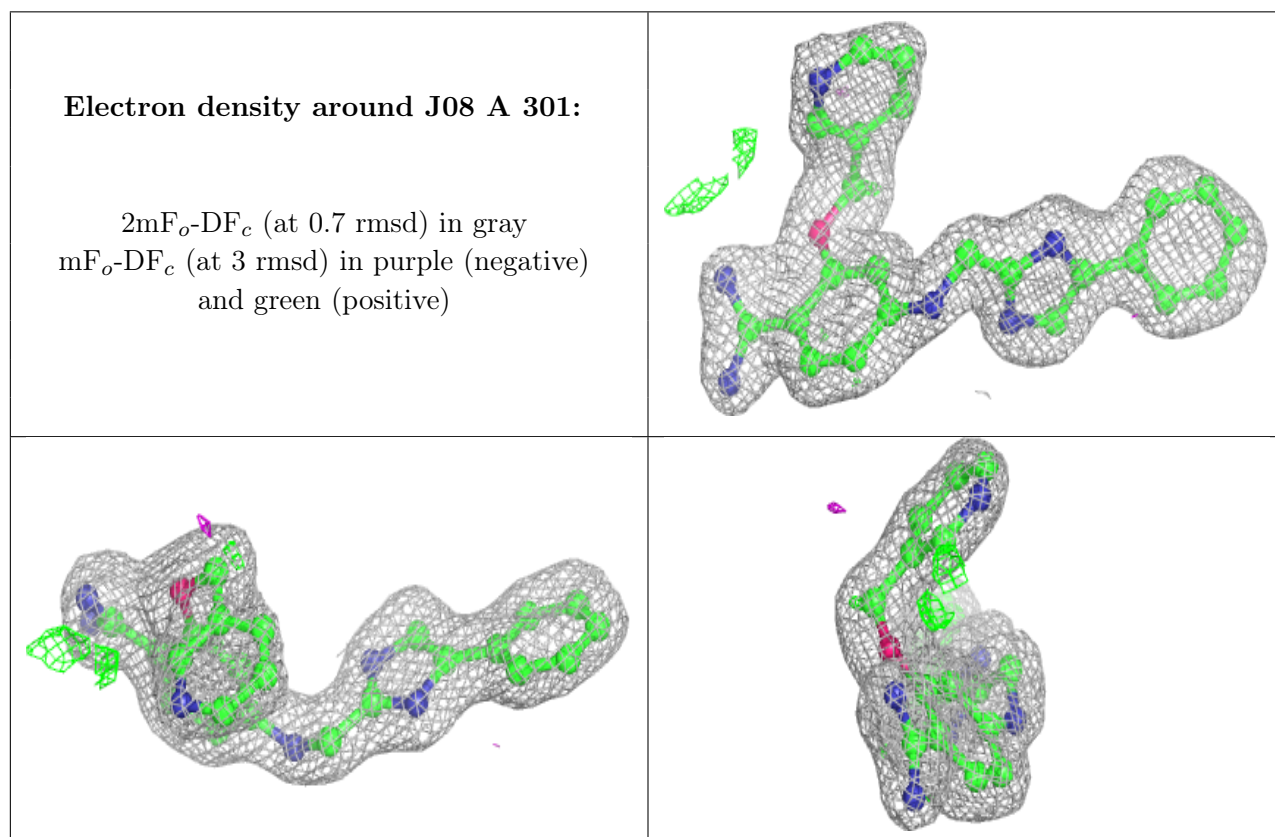 Electron density around J08 A 301:
2mFₒ-DF𝒸 (at 0.7 rmsd) in gray
mFₒ-DF𝒸 (at 3 rmsd) in purple (negative)
and green (positive)